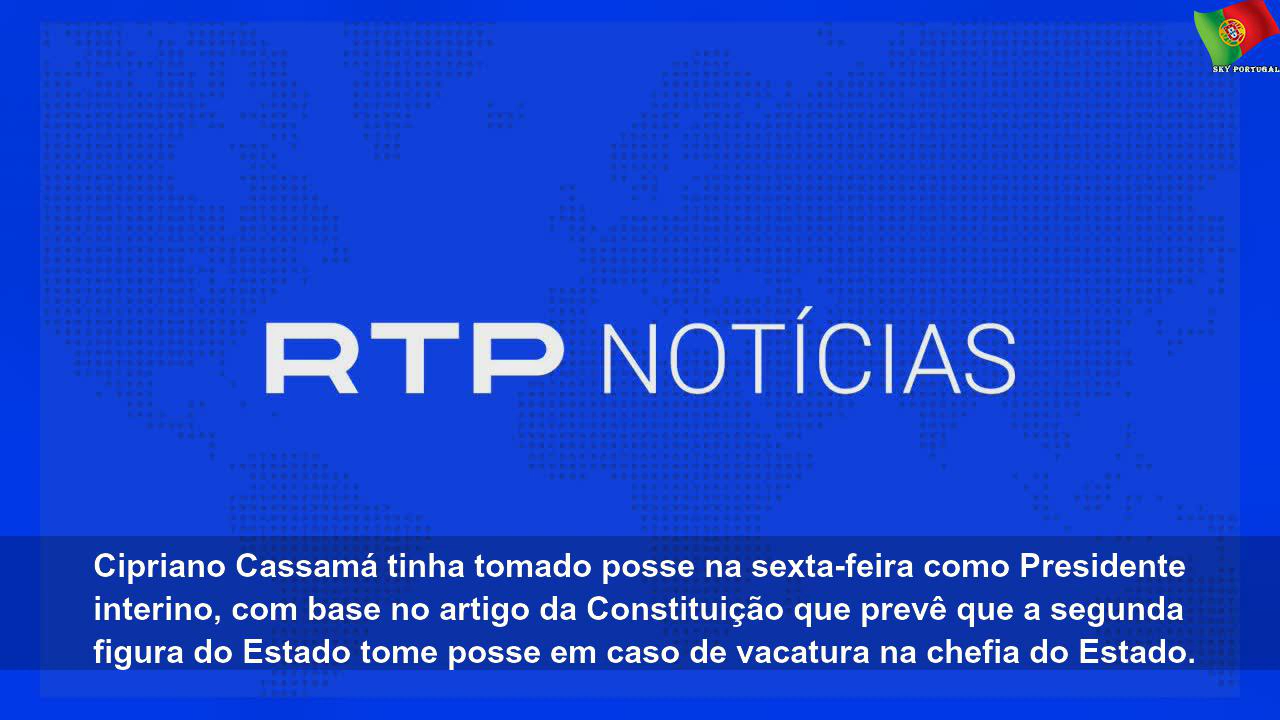 SKY PORTUGAL
RTP NOTÍCIAS
Cipriano Cassamá tinha tomado posse na sexta-feira como Presidente
interino, com base no artigo da Constituição que prevê que a segunda
figura do Estado tome posse em caso de vacatura na chefia do Estado.